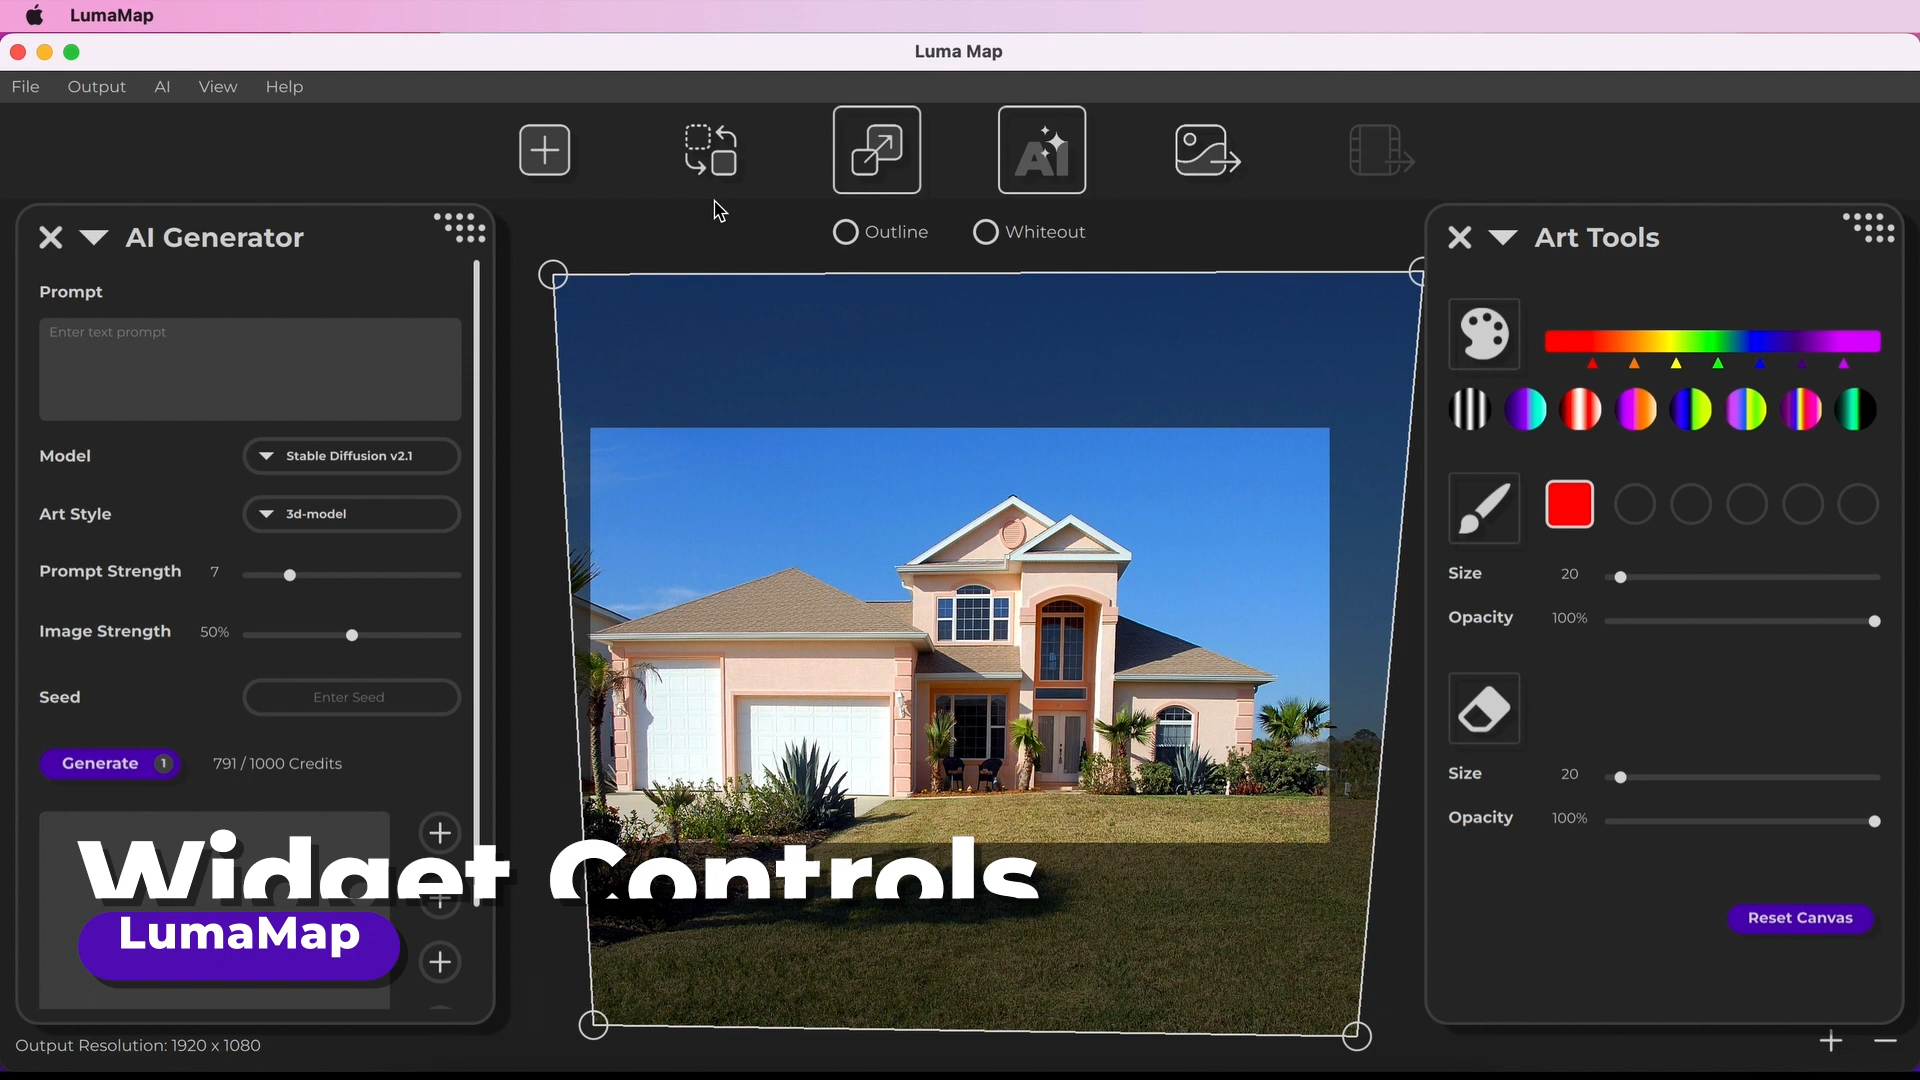 LumaMap
Luma Map
File Output AI View Help
AI
Outline Whiteout
AI Generator
Prompt
Enter text prompt
Model Stable Diffusion v2.1
Art Style 3d-model
Prompt Strength 7
Image Strength 50%
Seed Enter Seed
Generate 1 791 / 1000 Credits
Widget Controls
LumaMap
Output Resolution: 1920 x 1080
Art Tools
Size 20
Opacity 100%
Size 20
Opacity 100%
Reset Canvas